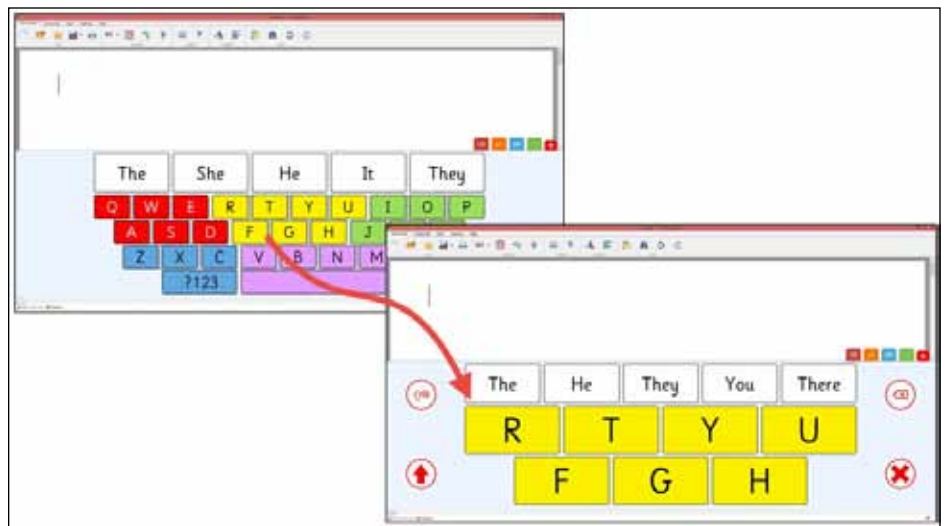 The She He It They
Q W E R T Y U I O P
A S D F G H J
Z X C V B N M
?123
The He They You There
R T Y U
F G H